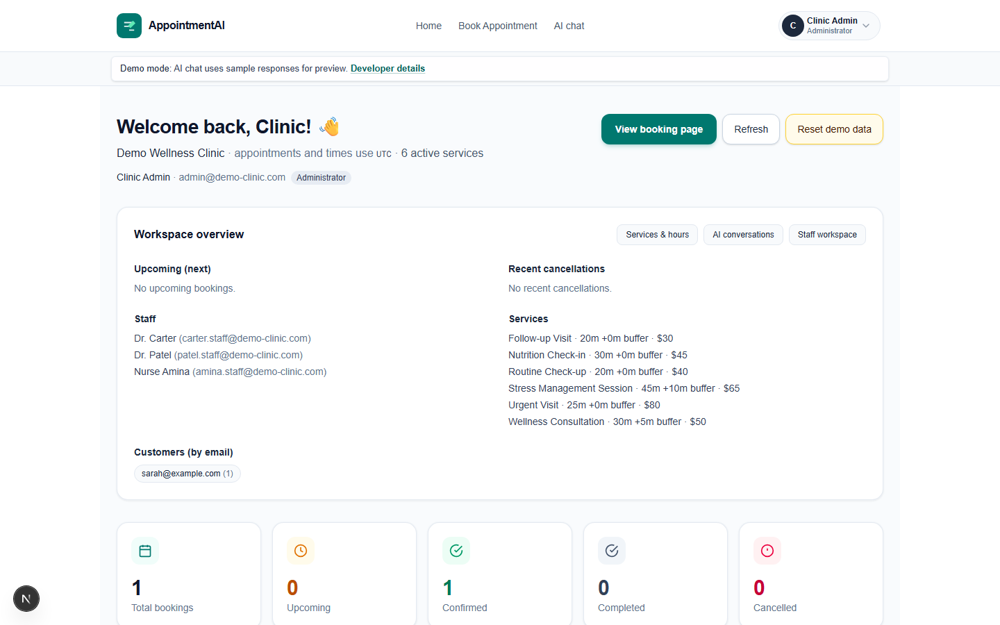 AppointmentAI
Home
Book Appointment
AI chat
C
Clinic Admin
Administrator
Demo mode: AI chat uses sample responses for preview. Developer details
Welcome back, Clinic! 👋
View booking page
Refresh
Reset demo data
Demo Wellness Clinic · appointments and times use UTC · 6 active services
Clinic Admin · admin@demo-clinic.com Administrator
Workspace overview
Services & hours
AI conversations
Staff workspace
Upcoming (next)
No upcoming bookings.
Recent cancellations
No recent cancellations.
Staff
Dr. Carter (carter.staff@demo-clinic.com)
Dr. Patel (patel.staff@demo-clinic.com)
Nurse Amina (amina.staff@demo-clinic.com)
Services
Follow-up Visit · 20m +0m buffer · $30
Nutrition Check-in · 30m +0m buffer · $45
Routine Check-up · 20m +0m buffer · $40
Stress Management Session · 45m +10m buffer · $65
Urgent Visit · 25m +0m buffer · $80
Wellness Consultation · 30m +5m buffer · $50
Customers (by email)
sarah@example.com (1)
1
Total bookings
0
Upcoming
1
Confirmed
0
Completed
0
Cancelled
N